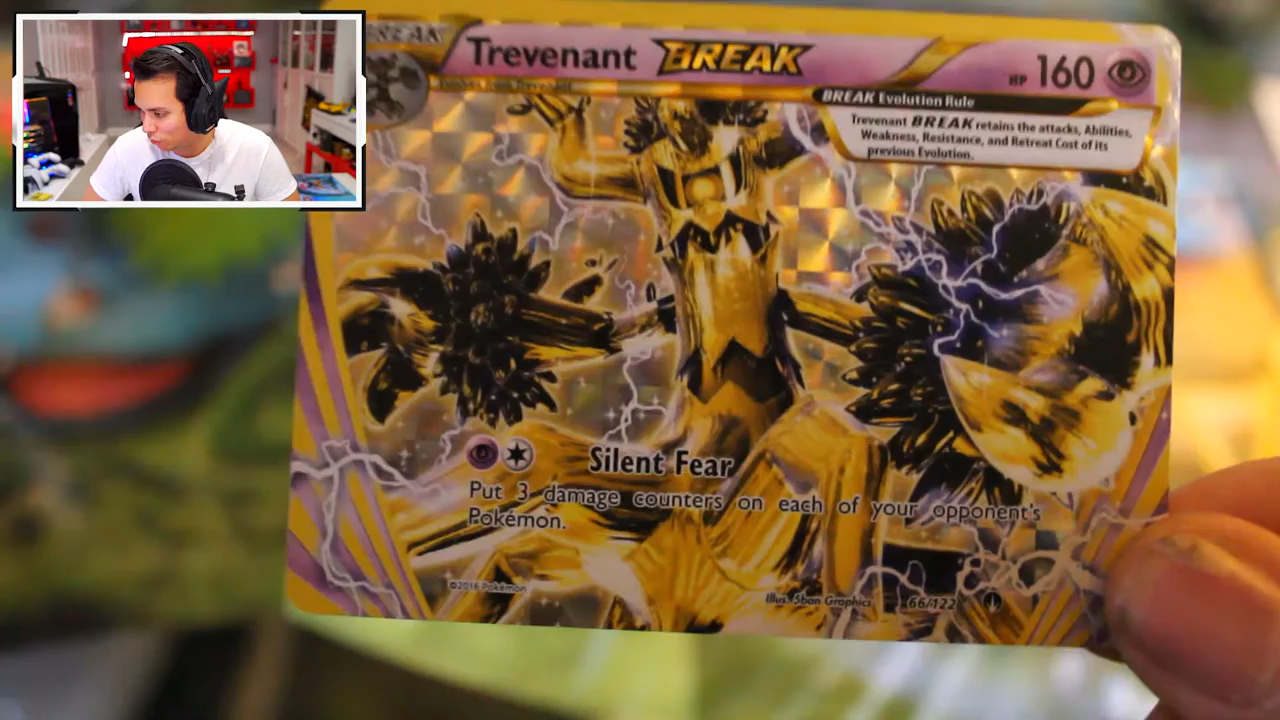 BREAK
Trevenant BREAK
HP 160
BREAK Evolution Rule
Trevenant BREAK retains the attacks, Abilities,
Weakness, Resistance, and Retreat Cost of its
previous Evolution.
Silent Fear
Put 3 damage counters on each of your opponent's
Pokémon.
©2016 Pokémon
Illus. 5ban Graphics
66/122